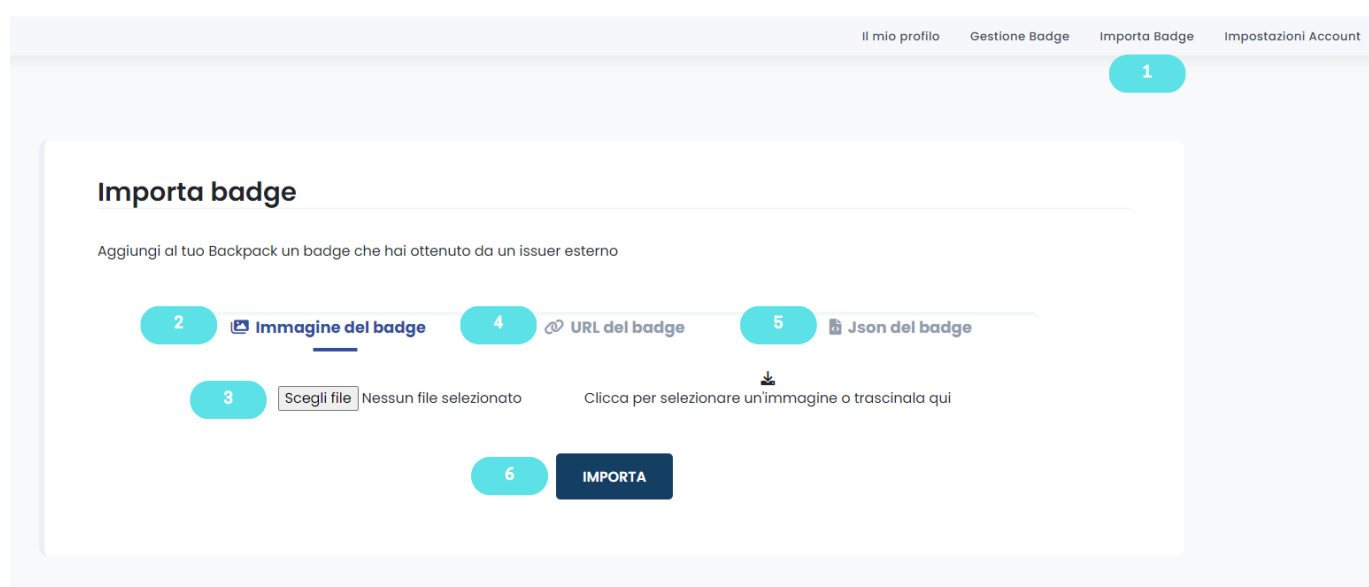 Il mio profilo Gestione Badge Importa Badge Impostazioni Account
1
Importa badge
Aggiungi al tuo Backpack un badge che hai ottenuto da un issuer esterno
2 Immagine del badge 4 URL del badge 5 Json del badge
3 Scegli file Nessun file selezionato Clicca per selezionare un'immagine o trascinala qui
6 IMPORTA